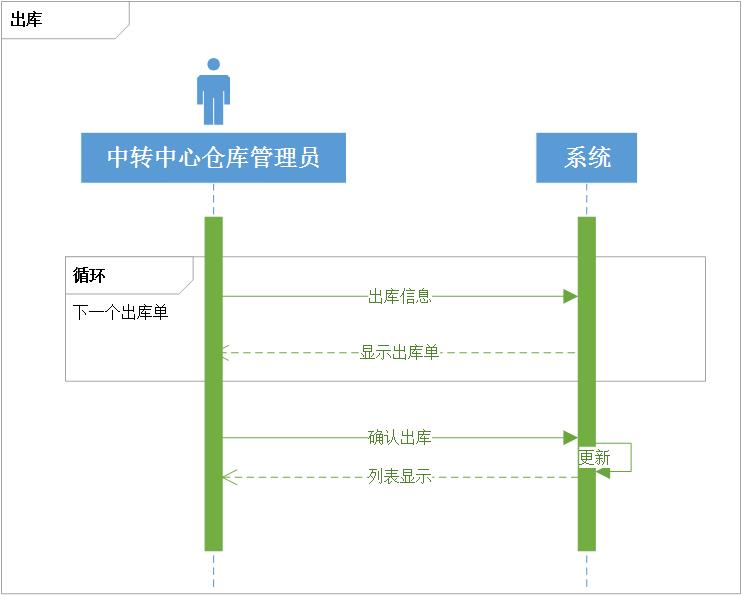 出库
中转中心仓库管理员
系统
循环
下一个出库单
出库信息
显示出库单
确认出库
更新
列表显示